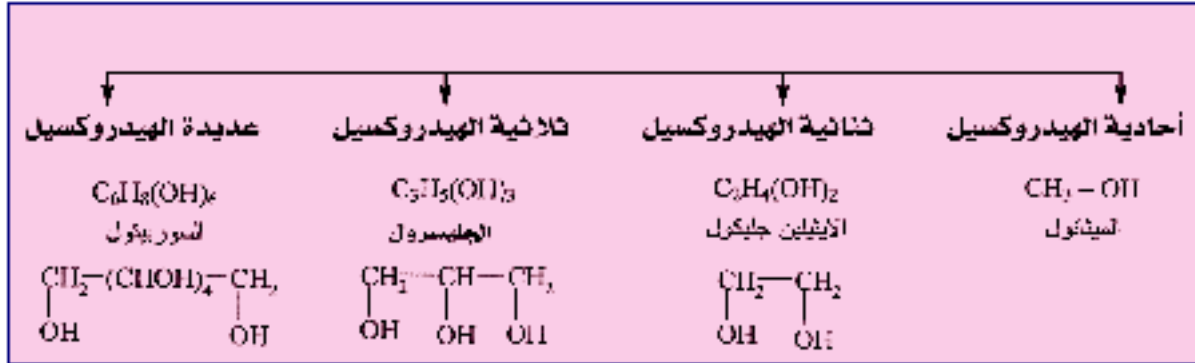 أحادية الهيدروكسيل
CH₃ – OH
الميثانول
ثنائية الهيدروكسيل
C₂H₄(OH)₂
الايثيلين جليكول
CH₂—CH₂
OH OH
ثلاثية الهيدروكسيل
C₃H₅(OH)₃
الجليسرول
CH₂—CH—CH₂
OH OH OH
عديدة الهيدروكسيل
C₆H₈(OH)₆
السوربيتول
CH₂–(CHOH)₄–CH₂
OH OH